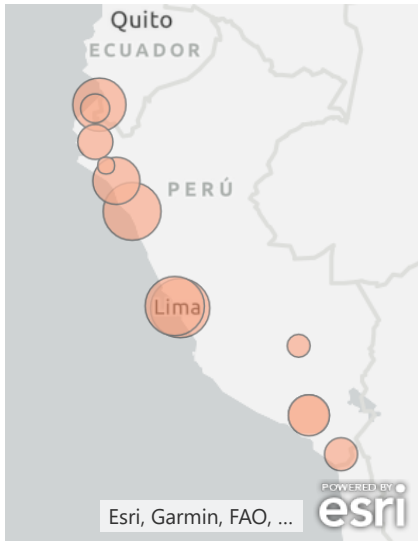 Quito
ECUADOR
PERÚ
Lima
POWERED BY
esri
Esri, Garmin, FAO, ...